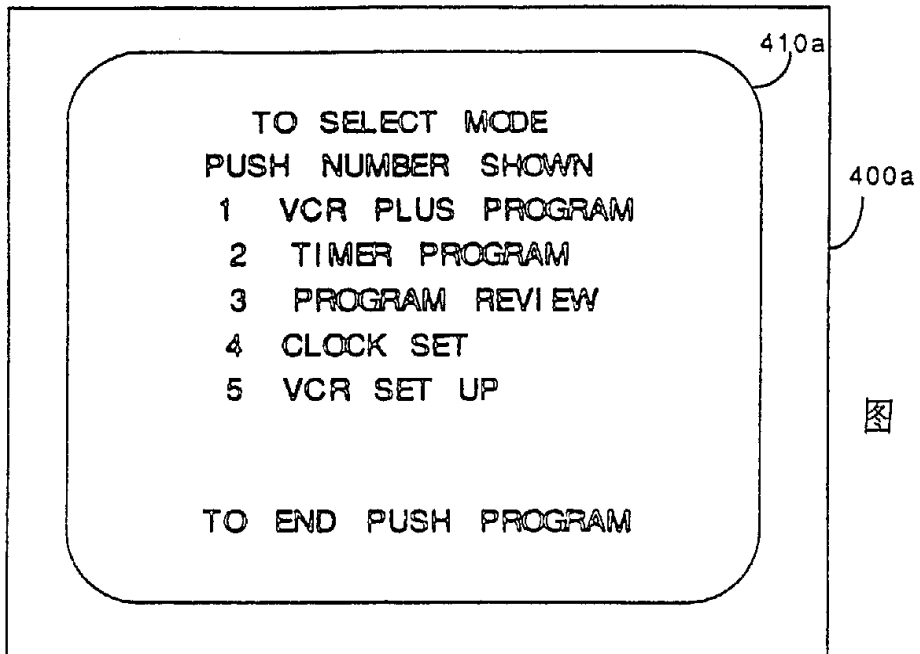 410a
TO SELECT MODE
PUSH NUMBER SHOWN
400a
1 VCR PLUS PROGRAM
2 TIMER PROGRAM
3 PROGRAM REVIEW
4 CLOCK SET
5 VCR SET UP
图
TO END PUSH PROGRAM